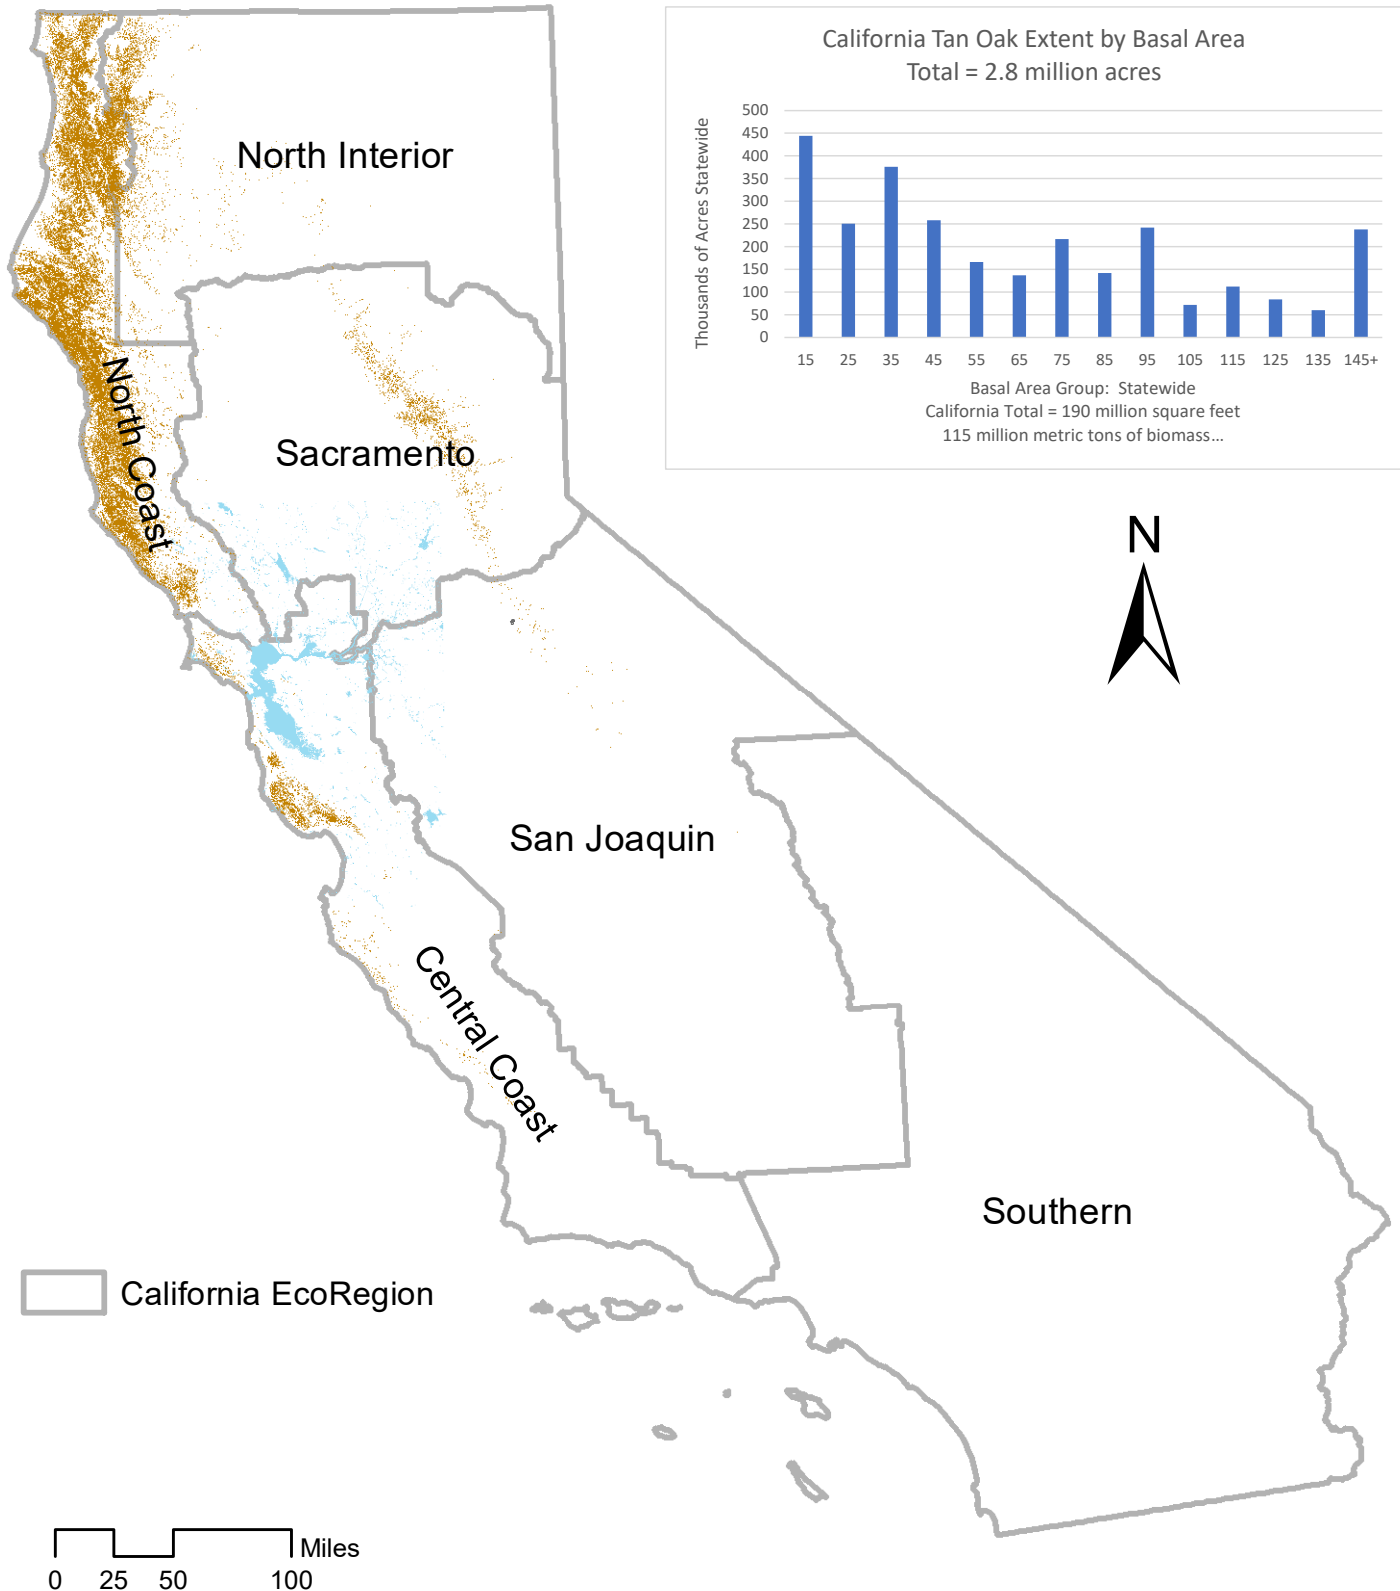 California Tan Oak Extent by Basal Area
Total = 2.8 million acres
Thousands of Acres Statewide
500
450
400
350
300
250
200
150
100
50
0
15 25 35 45 55 65 75 85 95 105 115 125 135 145+
Basal Area Group:  Statewide
California Total = 190 million square feet
115 million metric tons of biomass…
North Interior
North Coast
Sacramento
N
San Joaquin
Central Coast
Southern
California EcoRegion
Miles
0 25 50 100